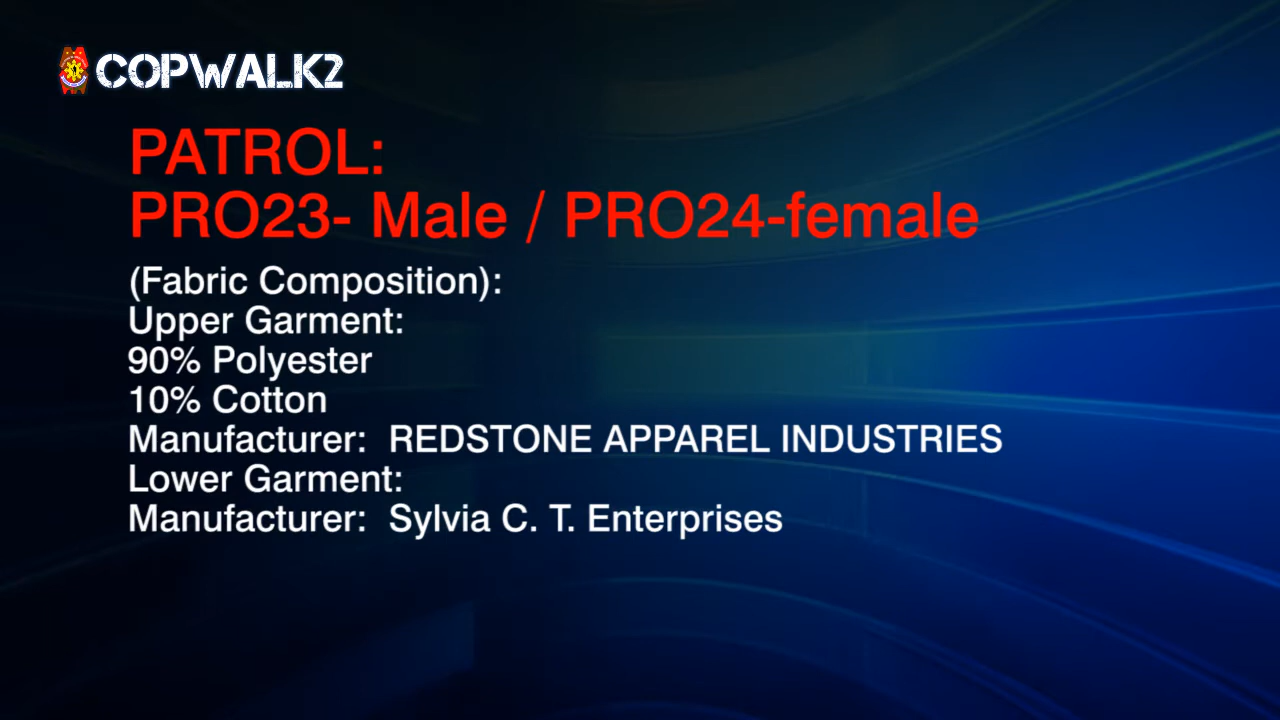 COPWALK2
PATROL:
PRO23- Male / PRO24-female
(Fabric Composition):
Upper Garment:
90% Polyester
10% Cotton
Manufacturer:  REDSTONE APPAREL INDUSTRIES
Lower Garment:
Manufacturer:  Sylvia C. T. Enterprises